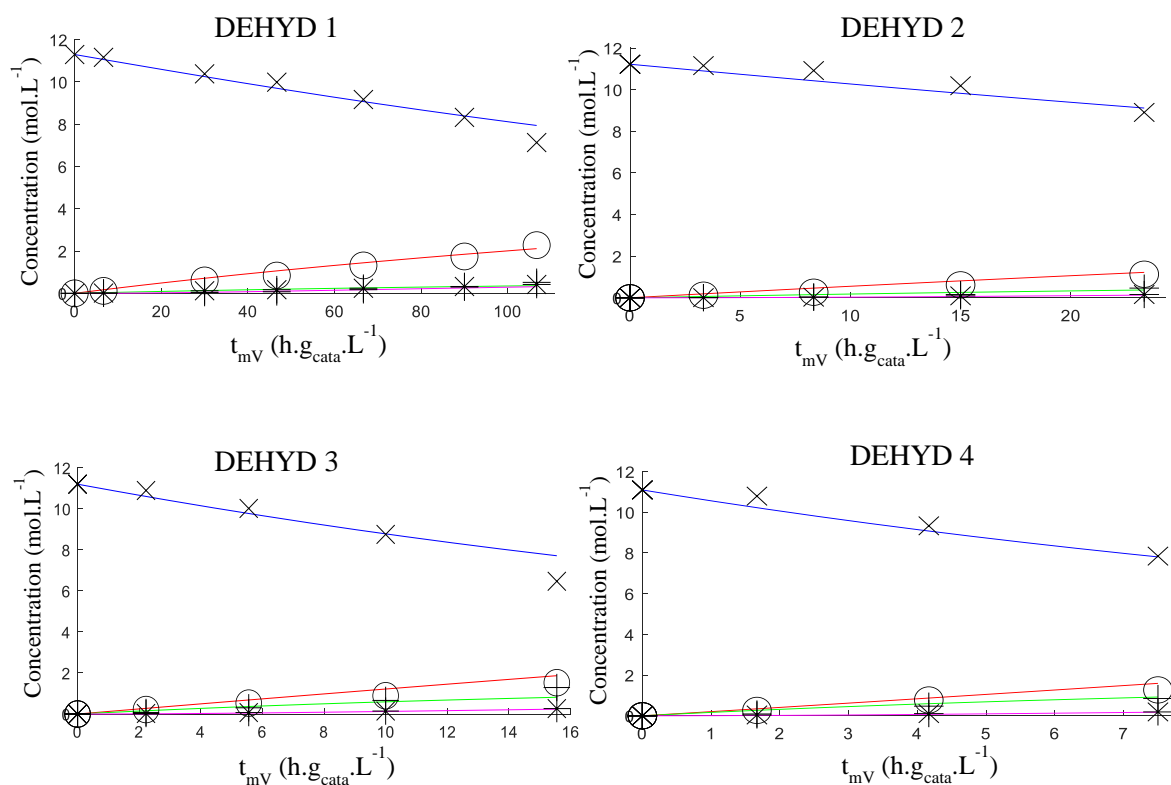 DEHYD 1
Concentration (mol.L-1)
12
10
8
6
4
2
0
0 20 40 60 80 100
tmV (h.gcata.L-1)
DEHYD 2
Concentration (mol.L-1)
12
10
8
6
4
2
0
0 5 10 15 20
tmV (h.gcata.L-1)
DEHYD 3
Concentration (mol.L-1)
12
10
8
6
4
2
0
0 2 4 6 8 10 12 14 16
tmV (h.gcata.L-1)
DEHYD 4
Concentration (mol.L-1)
12
10
8
6
4
2
0
0 1 2 3 4 5 6 7
tmV (h.gcata.L-1)